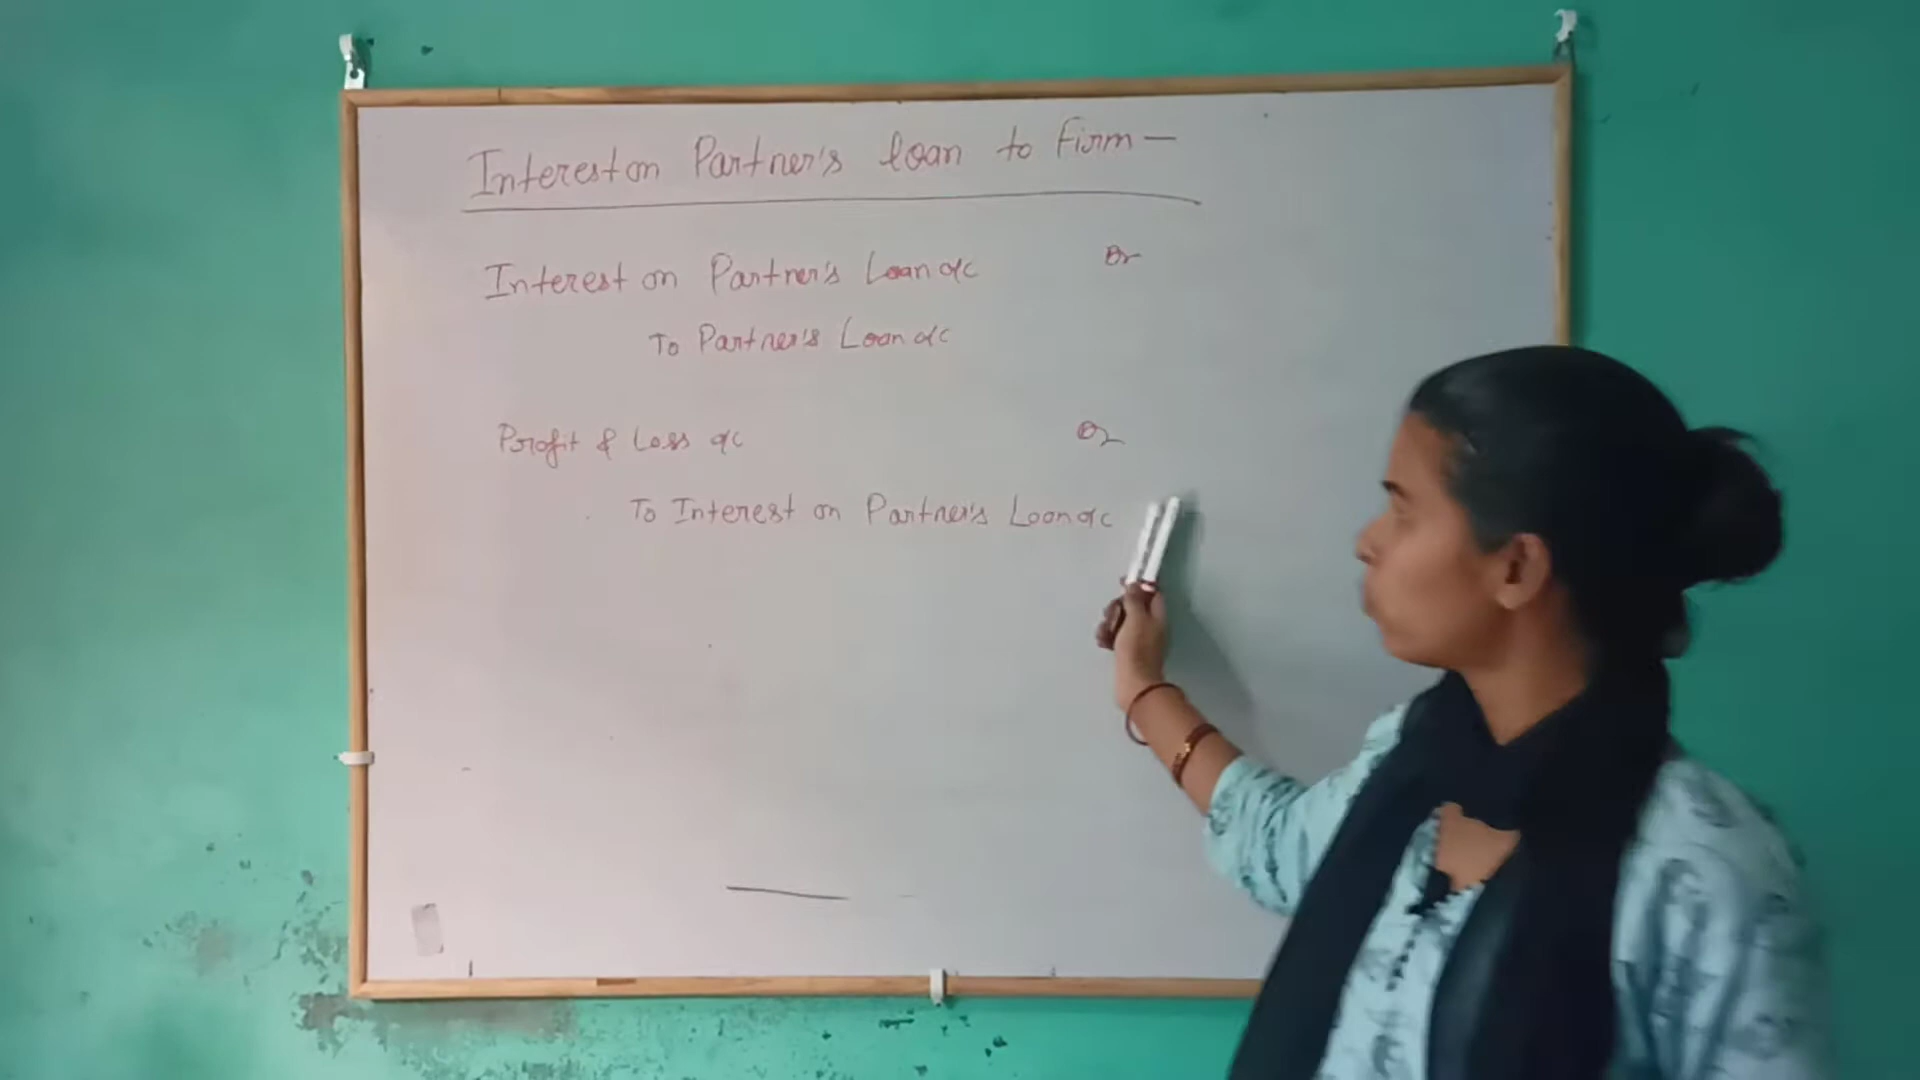 Interest on Partner's loan to firm—
Interest on Partner's Loan a/c Dr
To Partner's Loan a/c
Profit & Loss a/c Dr
To Interest on Partner's Loan a/c